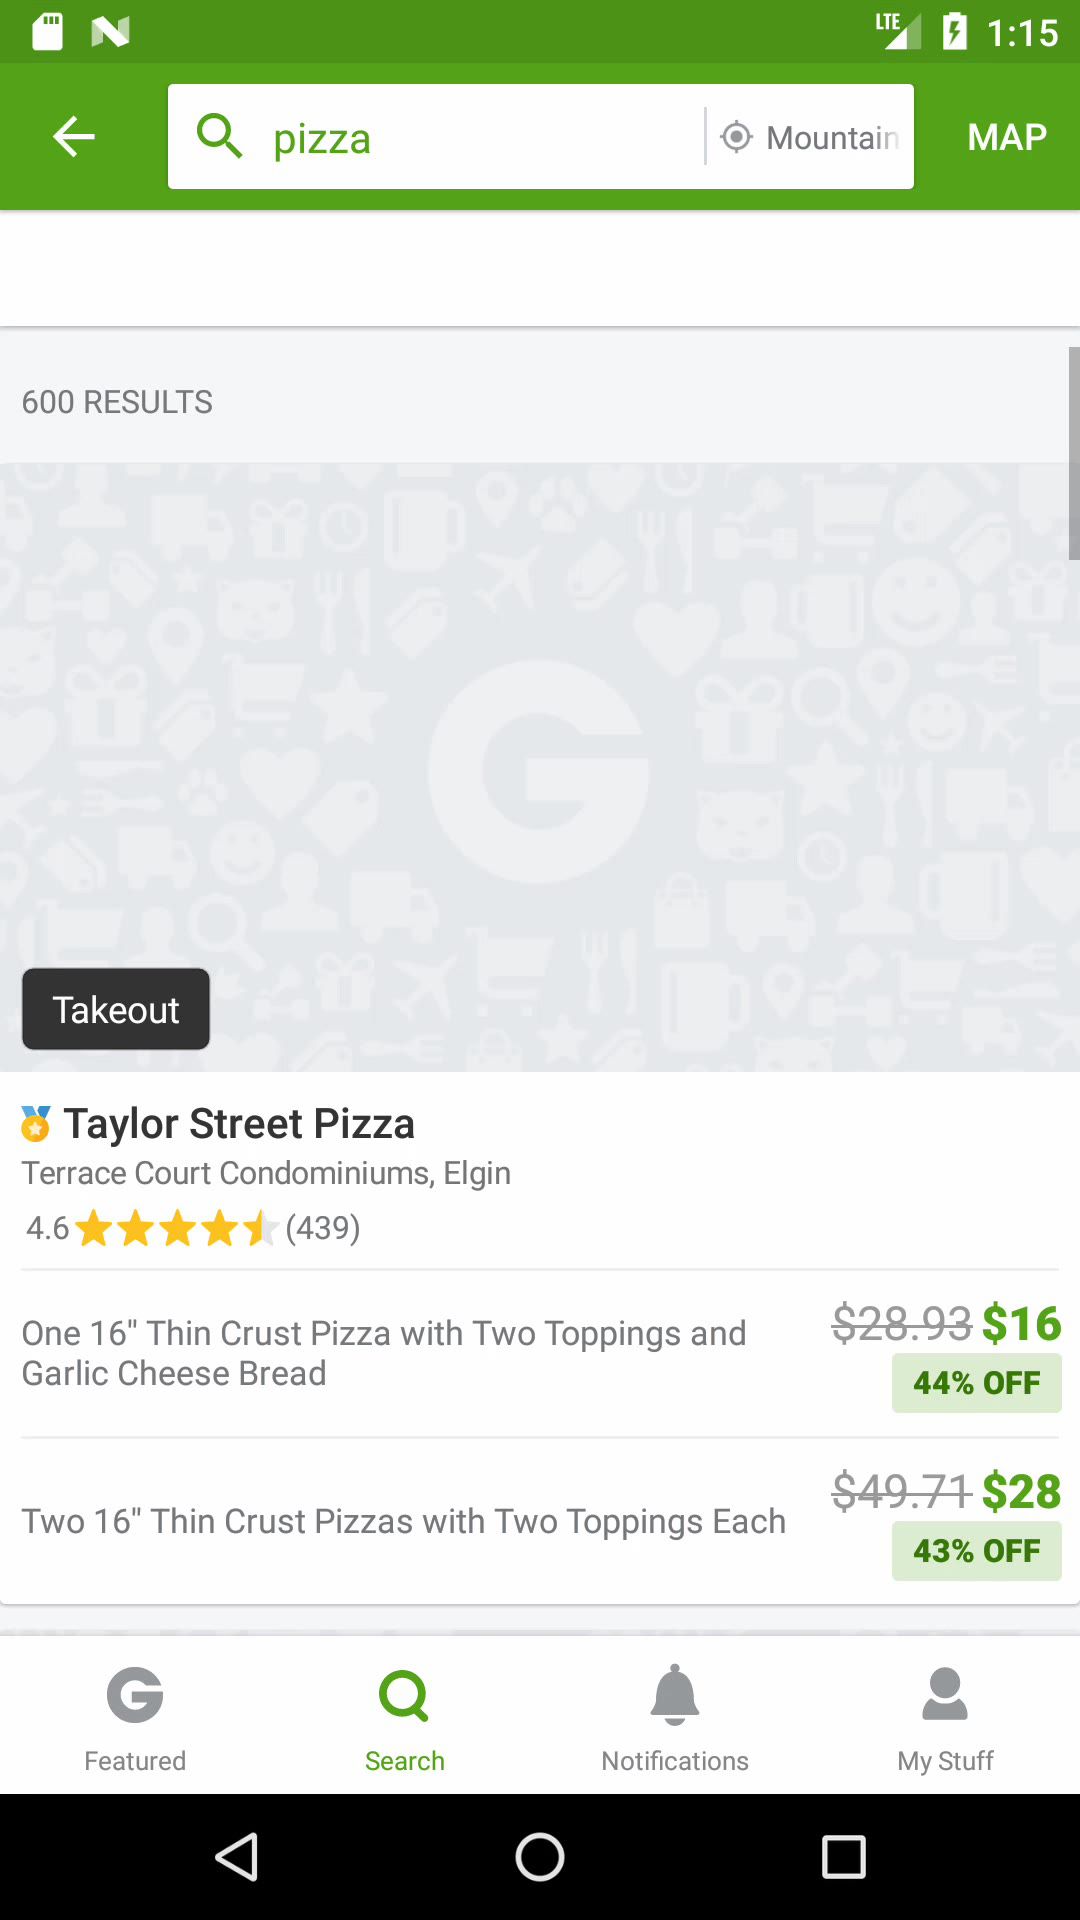 LTE 1:15
pizza Mountain MAP
600 RESULTS
G
Takeout
Taylor Street Pizza
Terrace Court Condominiums, Elgin
4.6 (439)
One 16" Thin Crust Pizza with Two Toppings and Garlic Cheese Bread
$28.93 $16
44% OFF
Two 16" Thin Crust Pizzas with Two Toppings Each
$49.71 $28
43% OFF
Featured Search Notifications My Stuff